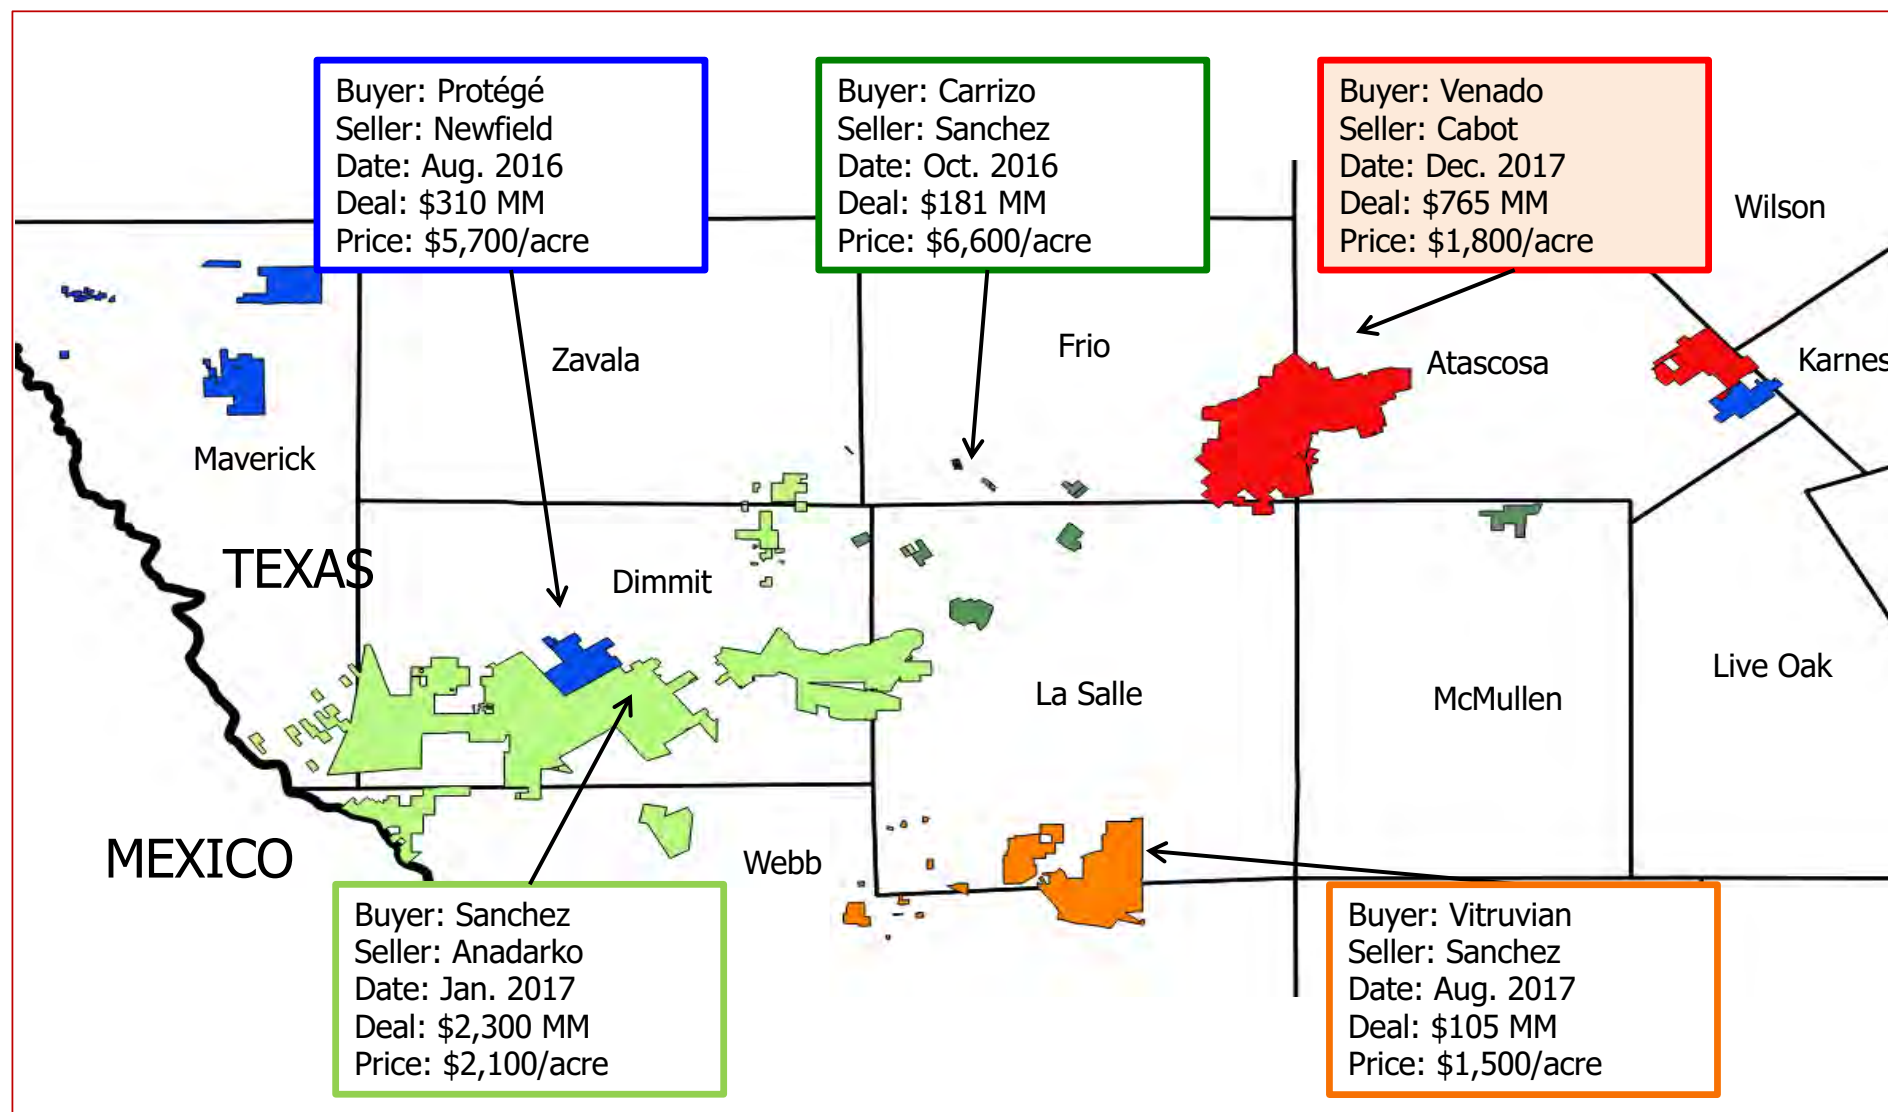 Buyer: Protégé
Seller: Newfield
Date: Aug. 2016
Deal: $310 MM
Price: $5,700/acre
Buyer: Carrizo
Seller: Sanchez
Date: Oct. 2016
Deal: $181 MM
Price: $6,600/acre
Buyer: Venado
Seller: Cabot
Date: Dec. 2017
Deal: $765 MM
Price: $1,800/acre
Wilson
Zavala
Frio
Atascosa
Karnes
Maverick
TEXAS
Dimmit
La Salle
McMullen
Live Oak
MEXICO
Webb
Buyer: Sanchez
Seller: Anadarko
Date: Jan. 2017
Deal: $2,300 MM
Price: $2,100/acre
Buyer: Vitruvian
Seller: Sanchez
Date: Aug. 2017
Deal: $105 MM
Price: $1,500/acre